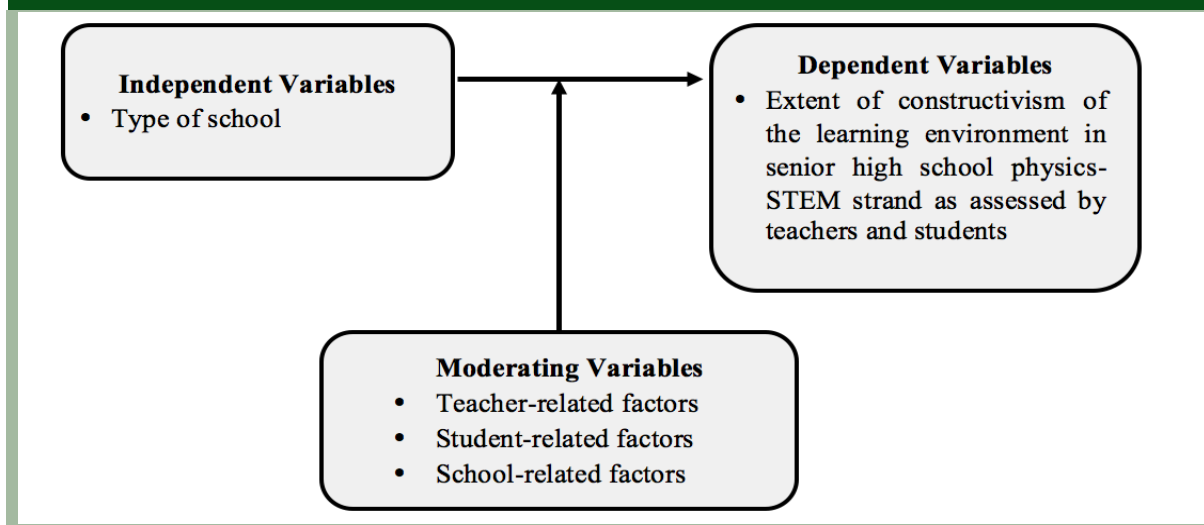 Independent Variables
• Type of school
Dependent Variables
• Extent of constructivism of
the learning environment in
senior high school physics-
STEM strand as assessed by
teachers and students
Moderating Variables
• Teacher-related factors
• Student-related factors
• School-related factors